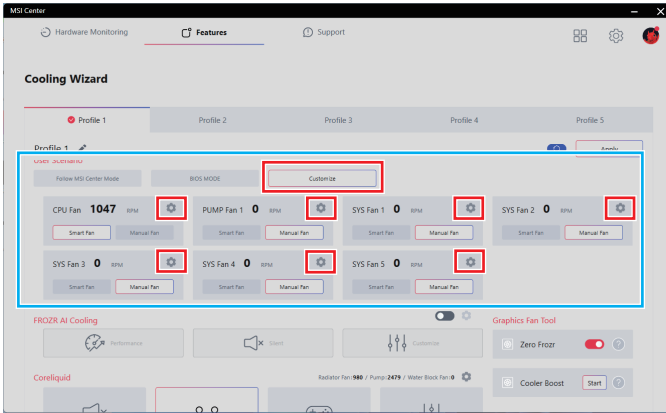 MSI Center
Hardware Monitoring
Features
Support
Cooling Wizard
Profile 1
Profile 2
Profile 3
Profile 4
Profile 5
Profile 1
Apply
User Scenario
Follow MSI Center Mode
BIOS MODE
Customize
CPU Fan 1047 RPM
PUMP Fan 1 0 RPM
SYS Fan 1 0 RPM
SYS Fan 2 0 RPM
Smart Fan Manual Fan
Smart Fan Manual Fan
Smart Fan Manual Fan
Smart Fan Manual Fan
SYS Fan 3 0 RPM
SYS Fan 4 0 RPM
SYS Fan 5 0 RPM
Smart Fan Manual Fan
Smart Fan Manual Fan
Smart Fan Manual Fan
FROZR AI Cooling
Performance
Silent
Customize
Graphics Fan Tool
Zero Frozr
?
Cooler Boost Start ?
Coreliquid
Radiator Fan:980 / Pump:2479 / Water Block Fan:0